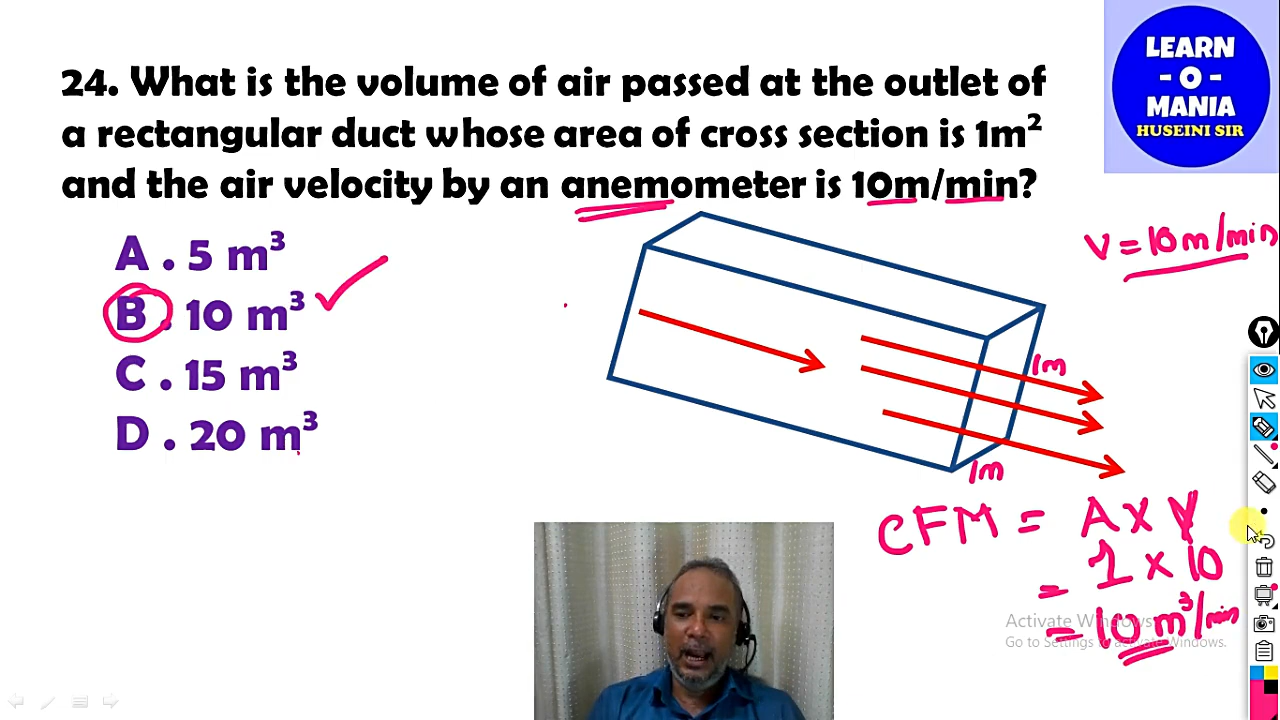 24. What is the volume of air passed at the outlet of
a rectangular duct whose area of cross section is 1m²
and the air velocity by an anemometer is 10m/min?
A . 5 m³
B . 10 m³
C . 15 m³
D . 20 m³
LEARN
- O -
MANIA
HUSEINI SIR
V = 10m/min
1m
1m
CFM = A x V
= 1 x 10
= 10 m³/min
Activate Windows
Go to Settings to activate Windows.